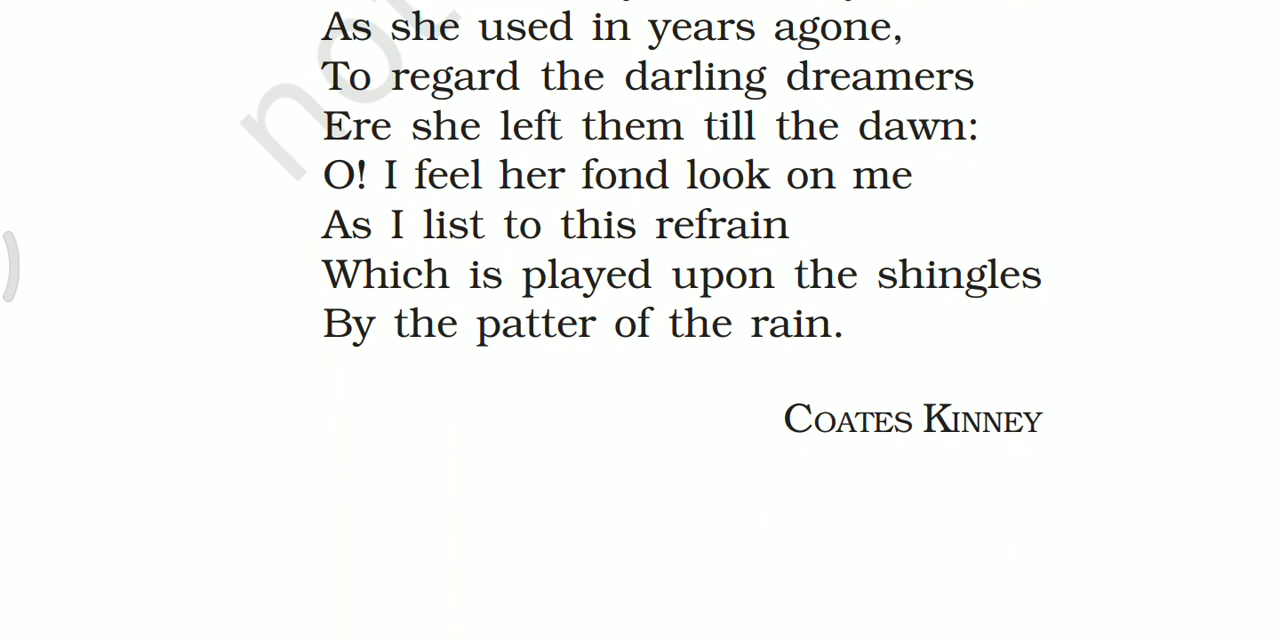 As she used in years agone,
To regard the darling dreamers
Ere she left them till the dawn:
O! I feel her fond look on me
As I list to this refrain
Which is played upon the shingles
By the patter of the rain.
COATES KINNEY
not